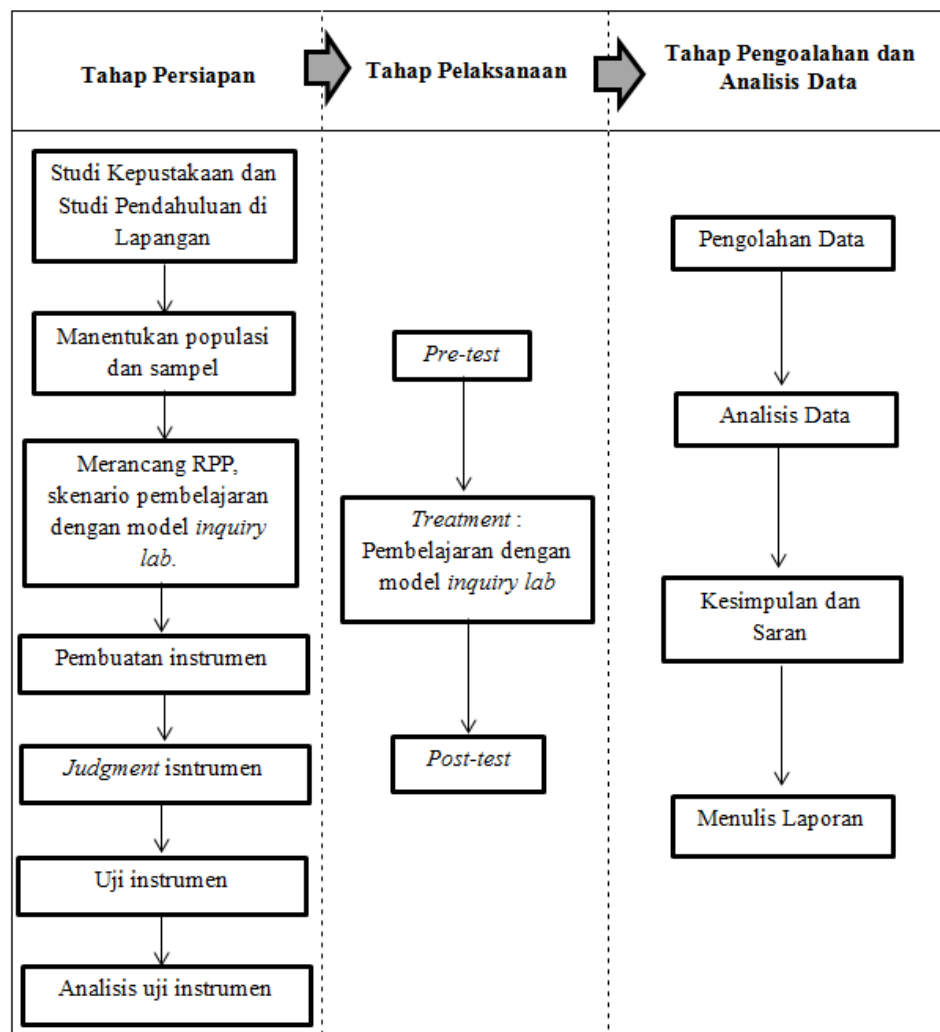 Tahap Persiapan
Tahap Pelaksanaan
Tahap Pengoalahan dan
Analisis Data
Studi Kepustakaan dan
Studi Pendahuluan di
Lapangan
Manentukan populasi
dan sampel
Merancang RPP,
skenario pembelajaran
dengan model inquiry
lab.
Pembuatan instrumen
Judgment isntrumen
Uji instrumen
Analisis uji instrumen
Pre-test
Treatment :
Pembelajaran dengan
model inquiry lab
Post-test
Pengolahan Data
Analisis Data
Kesimpulan dan
Saran
Menulis Laporan